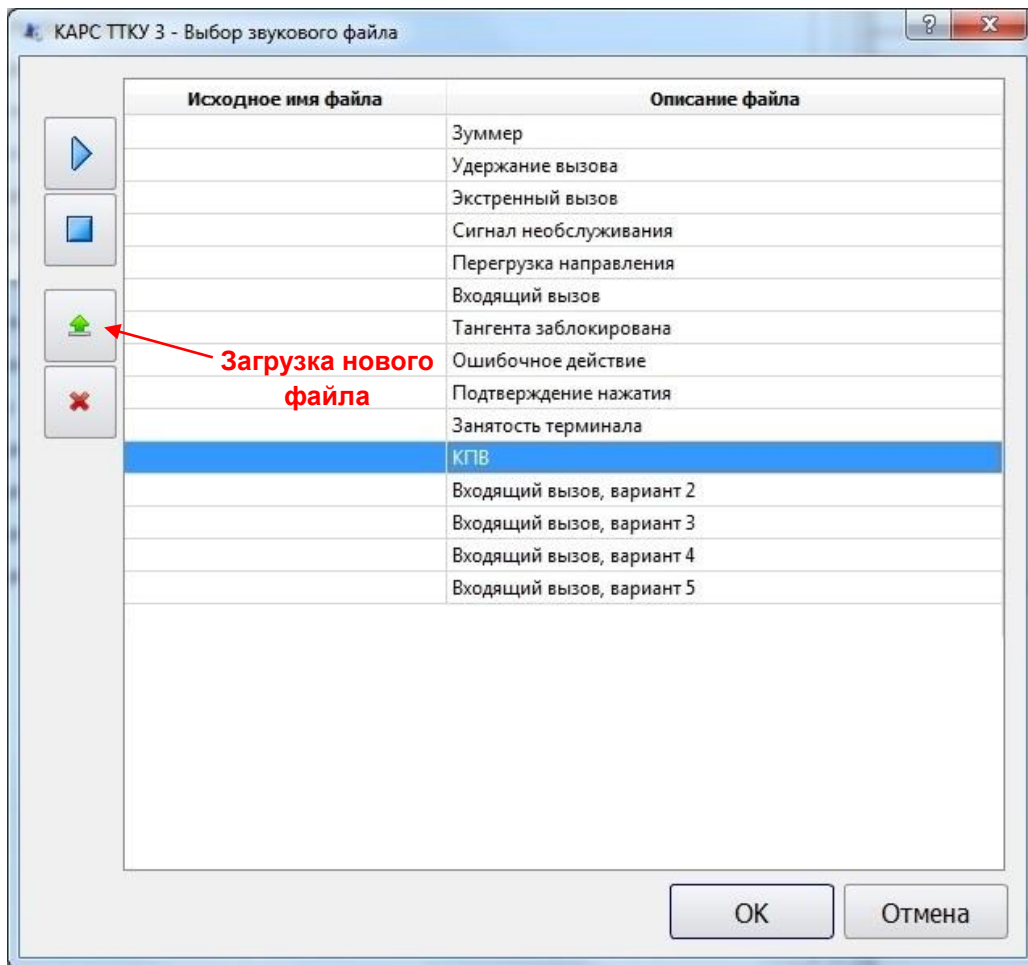 КАРС ТТКУ 3 - Выбор звукового файла
Исходное имя файла Описание файла
Зуммер
Удержание вызова
Экстренный вызов
Сигнал необслуживания
Перегрузка направления
Входящий вызов
Тангента заблокирована
Ошибочное действие
Подтверждение нажатия
Занятость терминала
КПВ
Входящий вызов, вариант 2
Входящий вызов, вариант 3
Входящий вызов, вариант 4
Входящий вызов, вариант 5
Загрузка нового
файла
OK Отмена